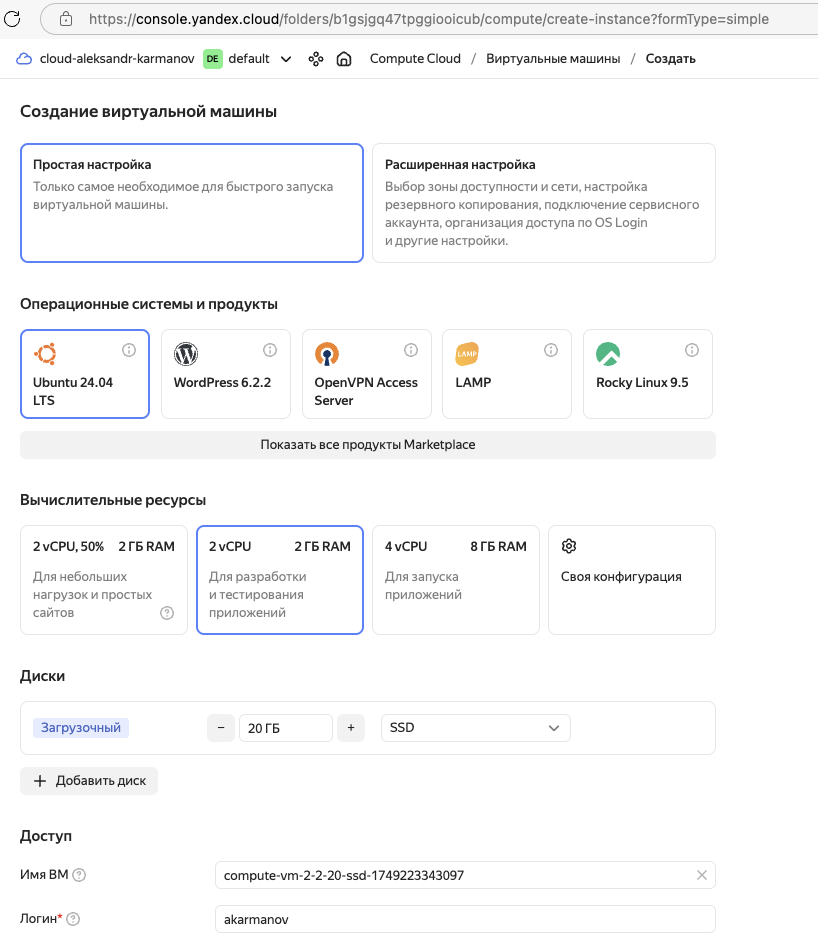 https://console.yandex.cloud/folders/b1gsjgq47tpggiooicub/compute/create-instance?formType=simple
cloud-aleksandr-karmanov DE default Compute Cloud / Виртуальные машины / Создать
Создание виртуальной машины
Простая настройка
Только самое необходимое для быстрого запуска
виртуальной машины.
Расширенная настройка
Выбор зоны доступности и сети, настройка
резервного копирования, подключение сервисного
аккаунта, организация доступа по OS Login
и другие настройки.
Операционные системы и продукты
Ubuntu 24.04
LTS
WordPress 6.2.2
OpenVPN Access
Server
LAMP
LAMP
Rocky Linux 9.5
Показать все продукты Marketplace
Вычислительные ресурсы
2 vCPU, 50% 2 ГБ RAM
Для небольших
нагрузок и простых
сайтов
2 vCPU 2 ГБ RAM
Для разработки
и тестирования
приложений
4 vCPU 8 ГБ RAM
Для запуска
приложений
Своя конфигурация
Диски
Загрузочный − 20 ГБ + SSD
+ Добавить диск
Доступ
Имя ВМ compute-vm-2-2-20-ssd-1749223343097
Логин* akarmanov